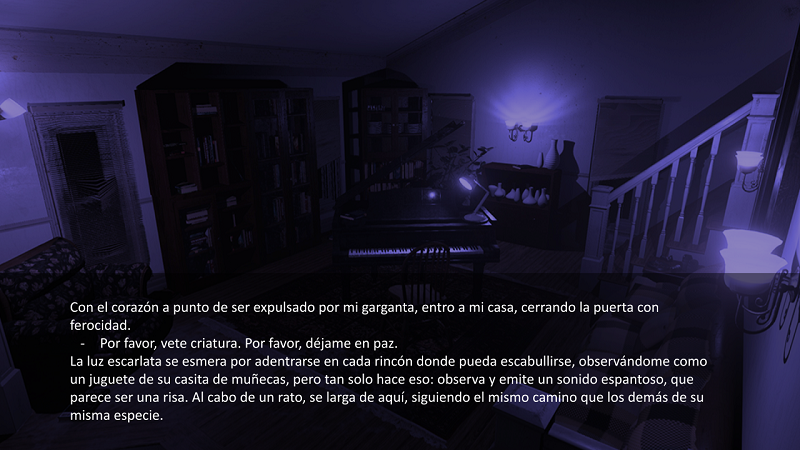 Con el corazón a punto de ser expulsado por mi garganta, entro a mi casa, cerrando la puerta con
ferocidad.
- Por favor, vete criatura. Por favor, déjame en paz.
La luz escarlata se esmera por adentrarse en cada rincón donde pueda escabullirse, observándome como
un juguete de su casita de muñecas, pero tan solo hace eso: observa y emite un sonido espantoso, que
parece ser una risa. Al cabo de un rato, se larga de aquí, siguiendo el mismo camino que los demás de su
misma especie.